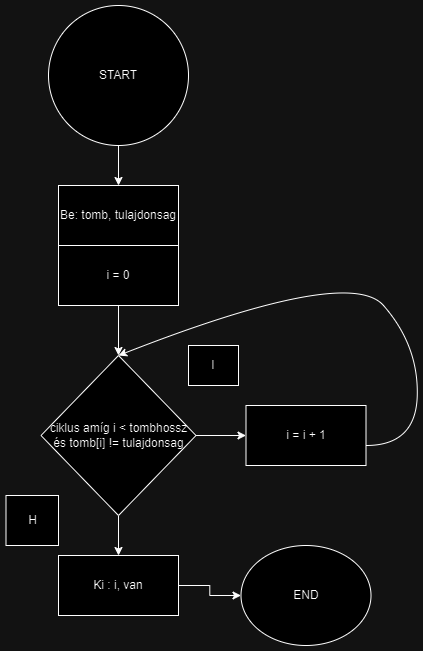 START
Be: tomb, tulajdonsag
i = 0
I
ciklus amíg i < tombhossz
és tomb[i] != tulajdonsag
i = i + 1
H
Ki : i, van
END